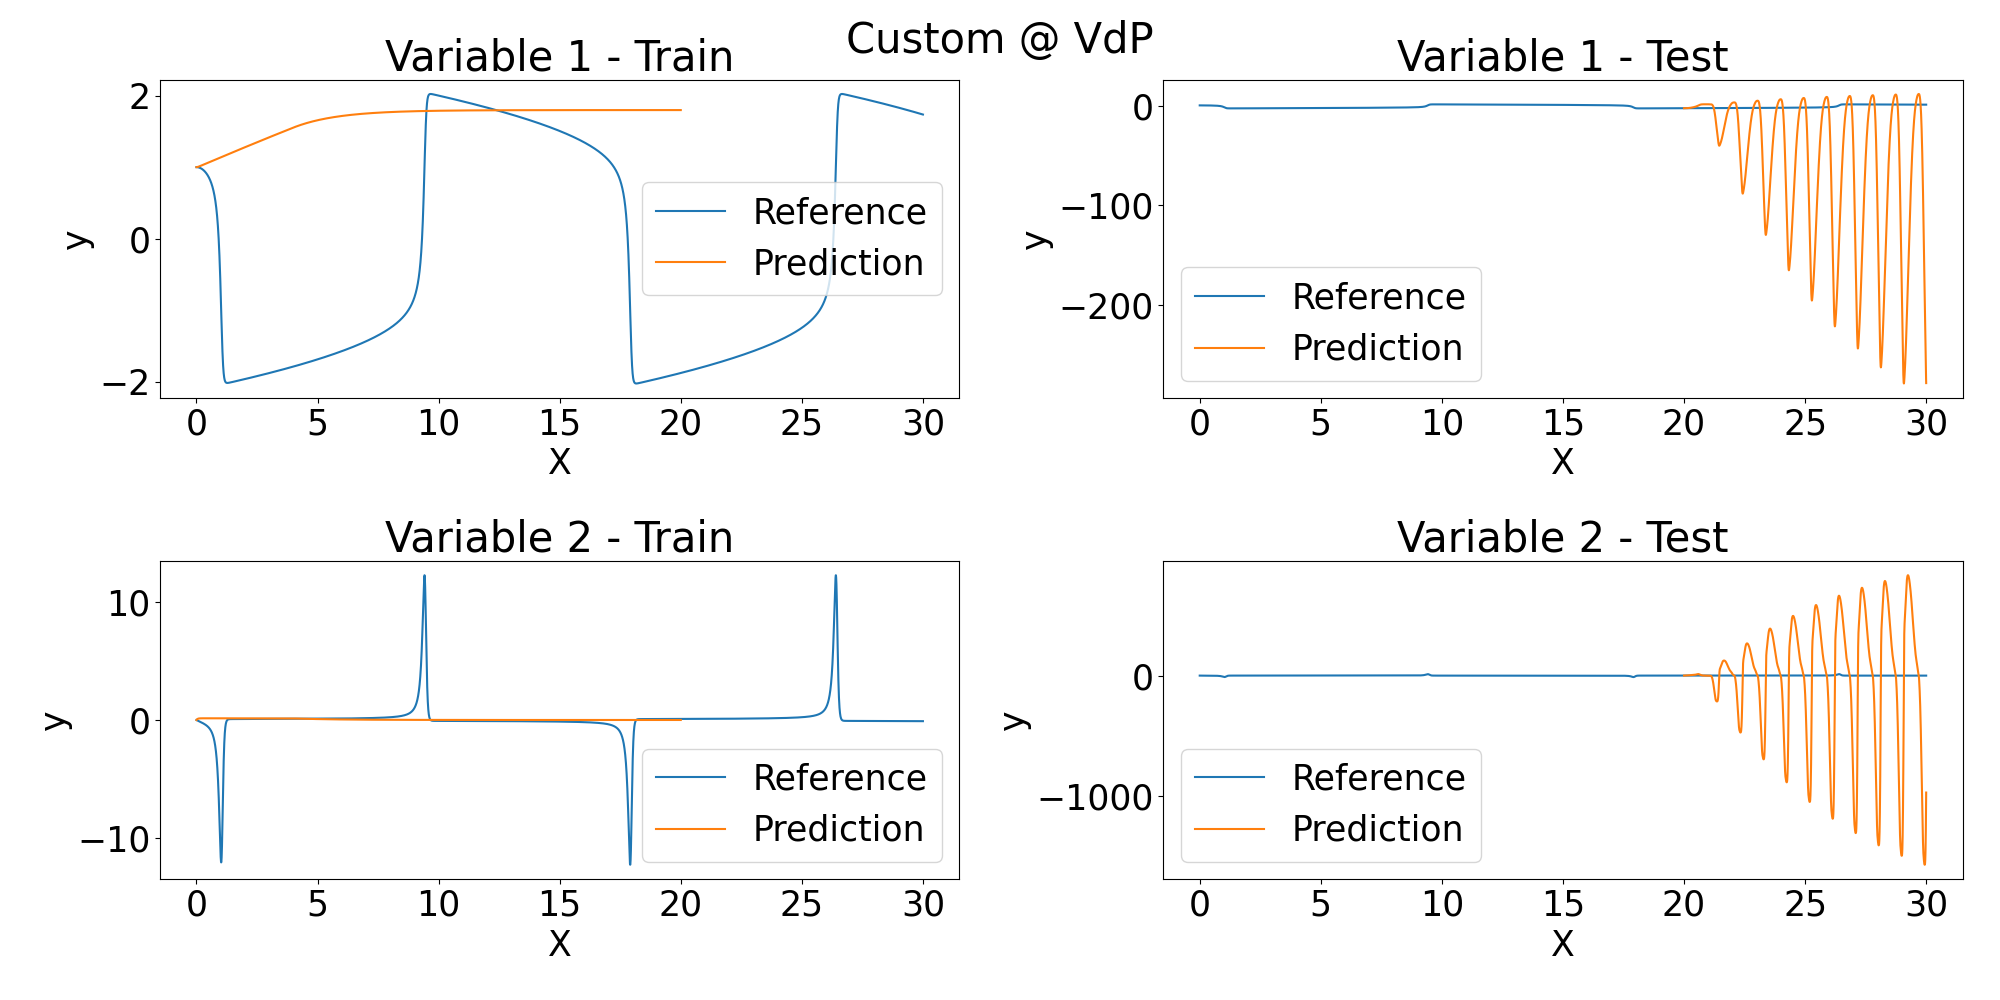 Custom @ VdP
Variable 1 - Train
2
0
−2
y
0 5 10 15 20 25 30
X
Reference
Prediction
Variable 1 - Test
0
−100
−200
y
0 5 10 15 20 25 30
X
Reference
Prediction
Variable 2 - Train
10
0
−10
y
0 5 10 15 20 25 30
X
Reference
Prediction
Variable 2 - Test
0
−1000
y
0 5 10 15 20 25 30
X
Reference
Prediction